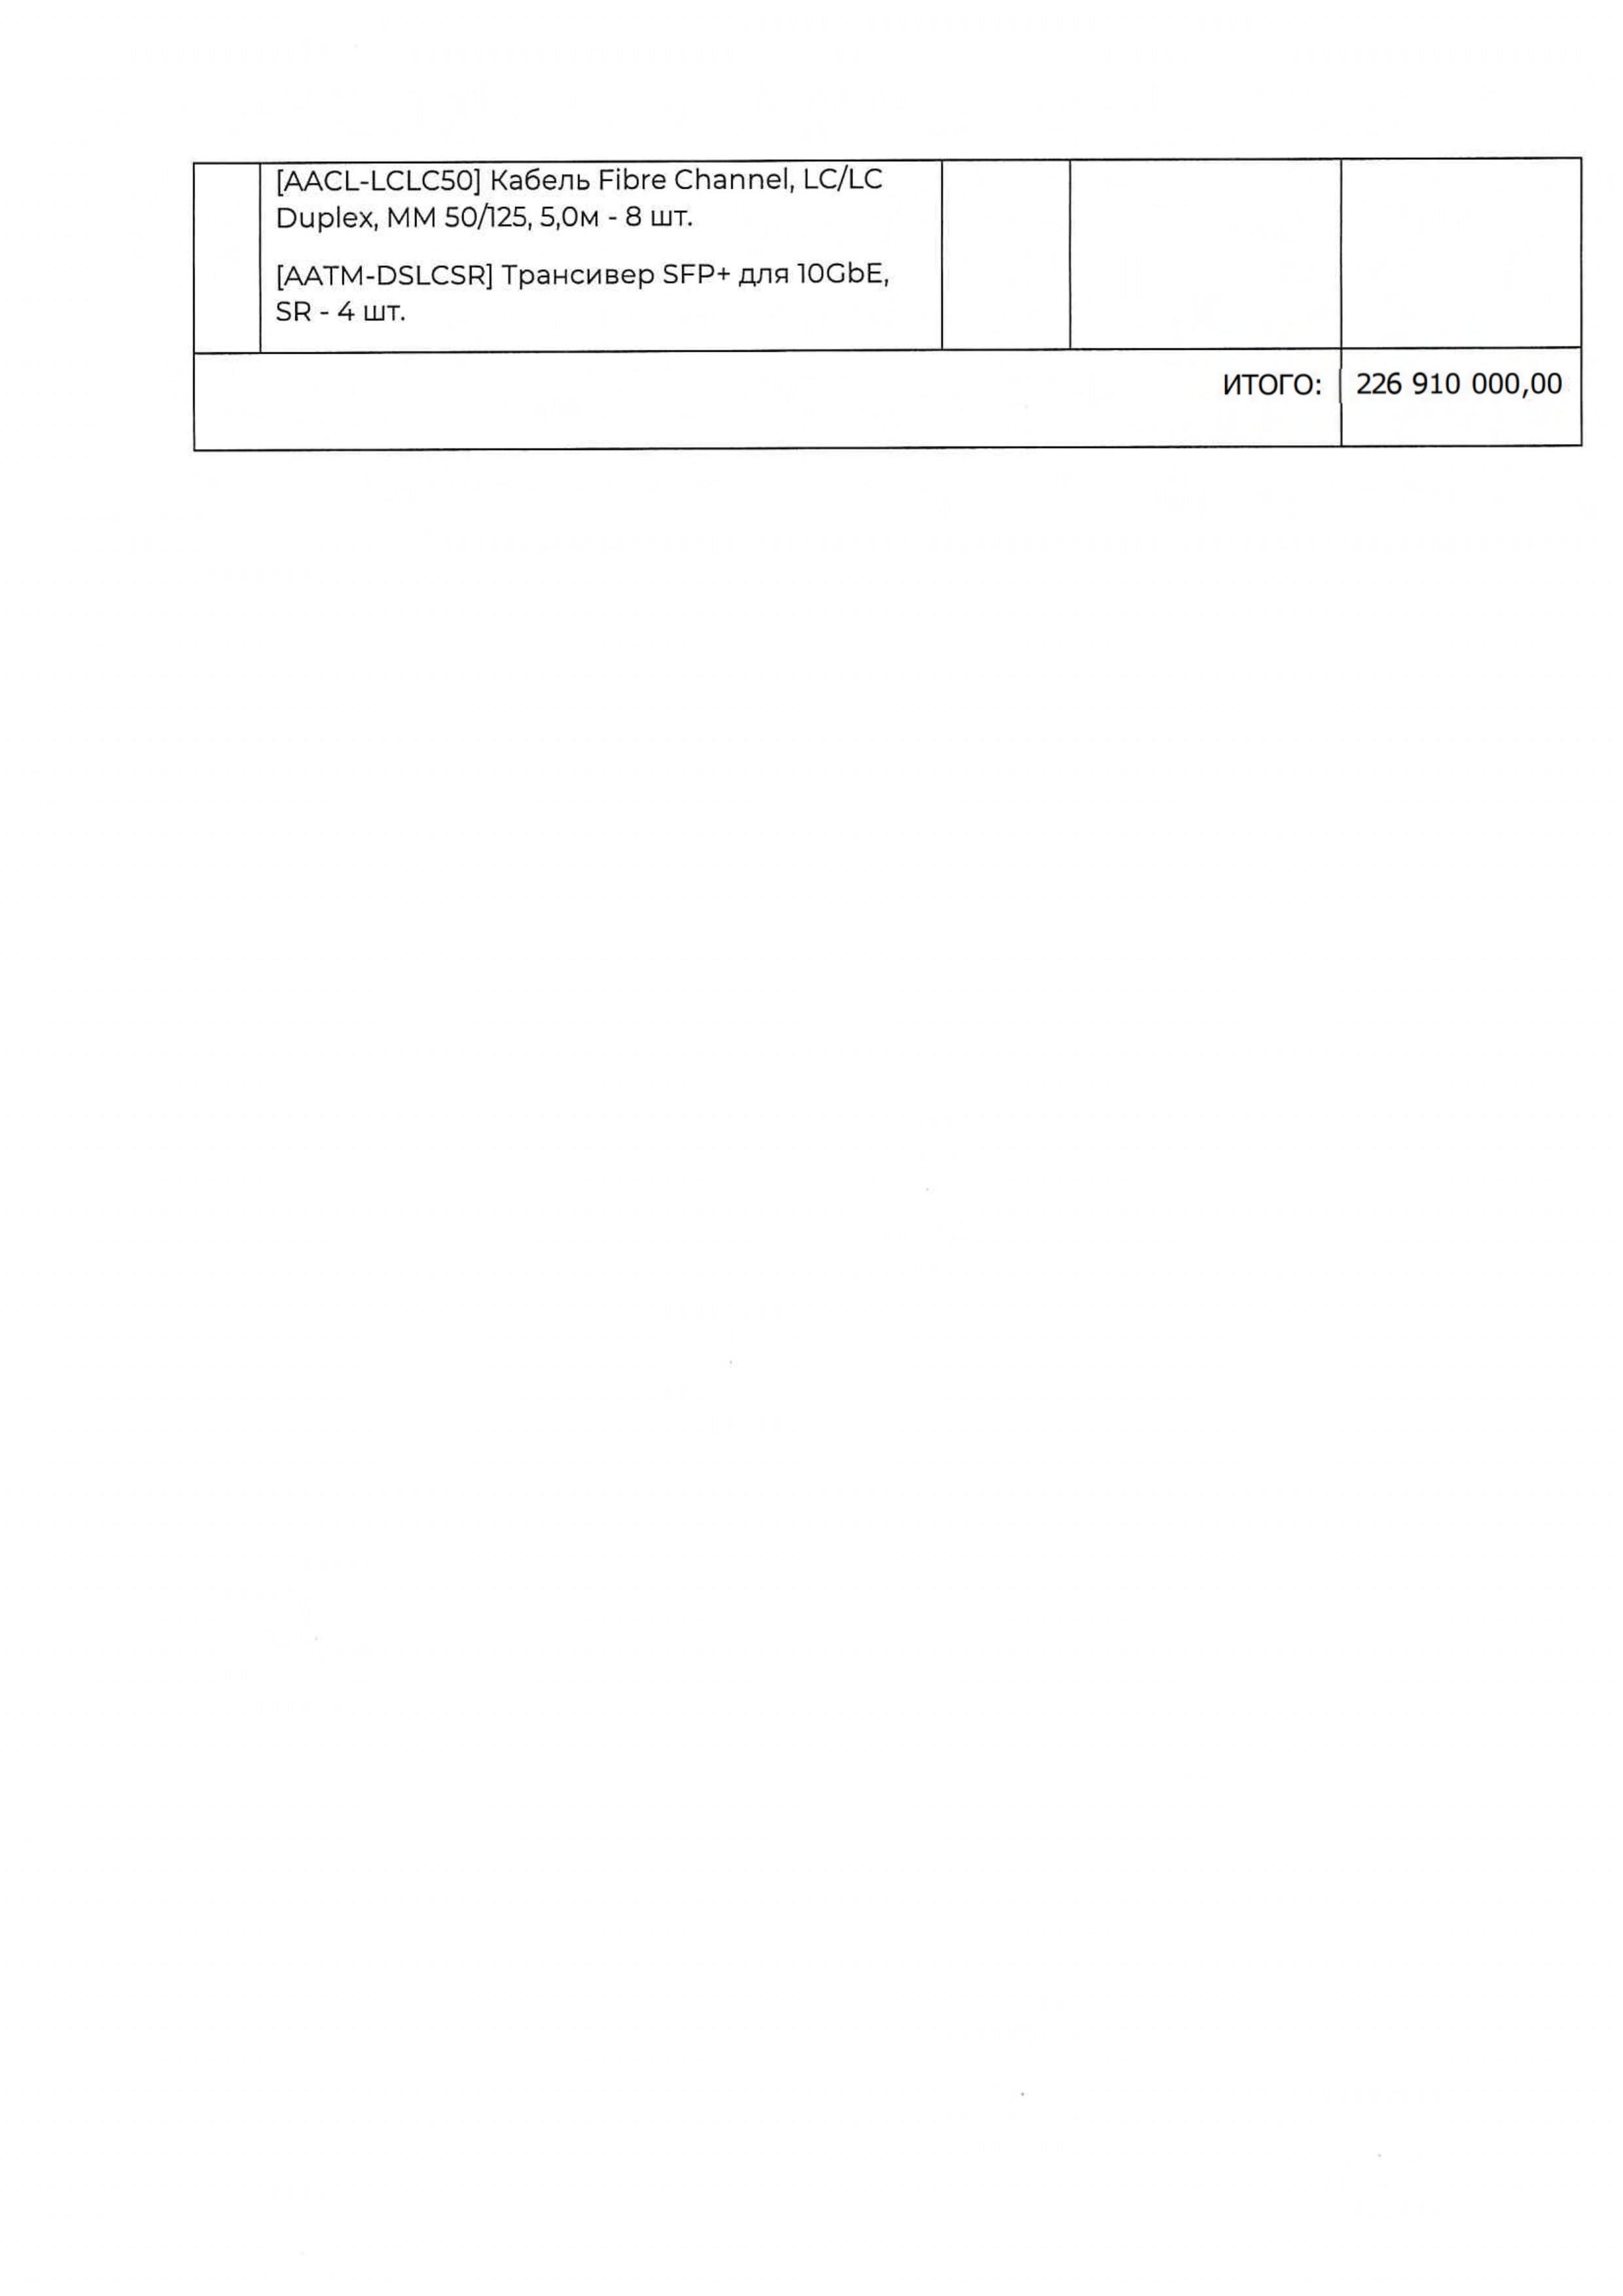 [AACL-LCLC50] Кабель Fibre Channel, LC/LC
Duplex, MM 50/125, 5,0м - 8 шт.
[AATM-DSLCSR] Трансивер SFP+ для 10GbE,
SR - 4 шт.
ИТОГО: 226 910 000,00